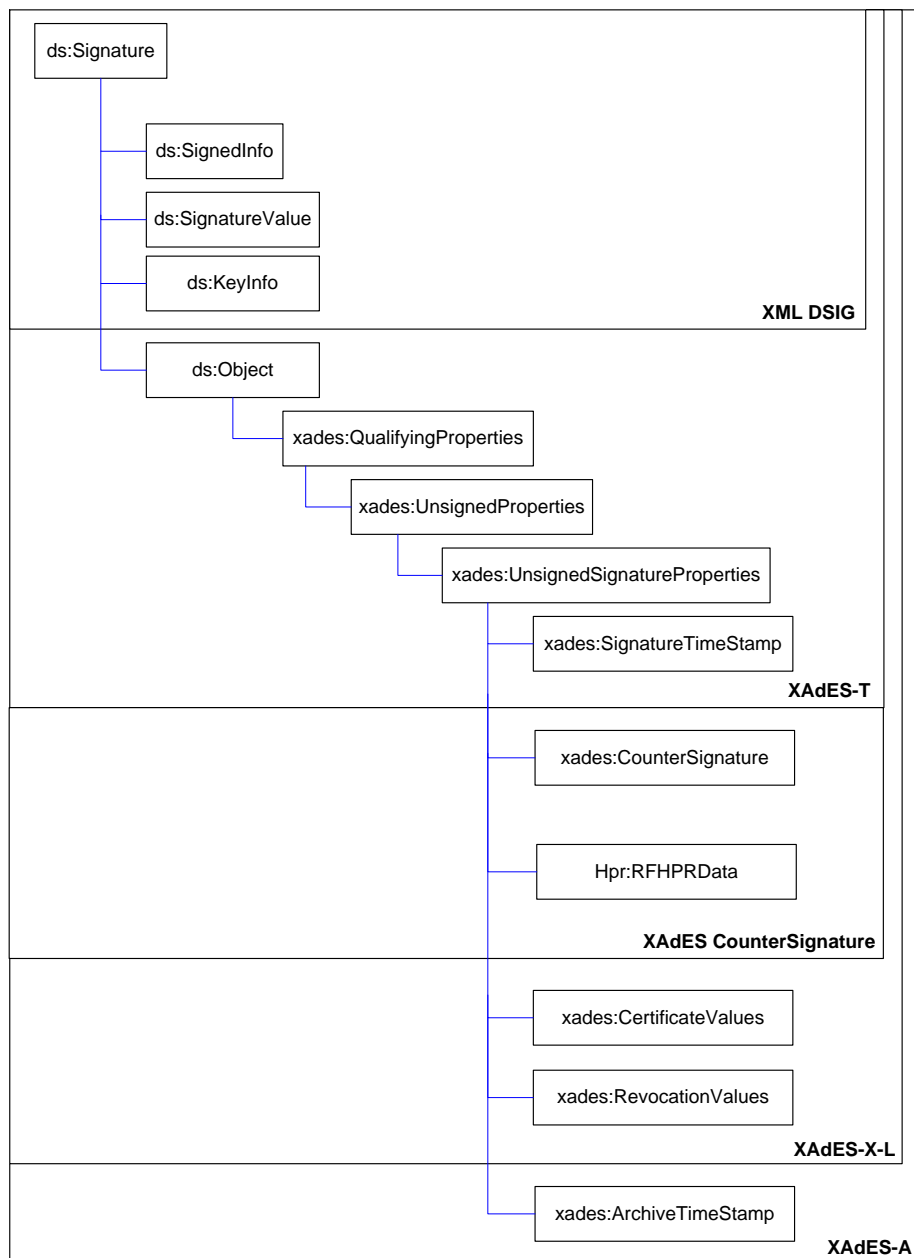 ds:Signature
ds:SignedInfo
ds:SignatureValue
ds:KeyInfo
XML DSIG
ds:Object
xades:QualifyingProperties
xades:UnsignedProperties
xades:UnsignedSignatureProperties
xades:SignatureTimeStamp
XAdES-T
xades:CounterSignature
Hpr:RFHPRData
XAdES CounterSignature
xades:CertificateValues
xades:RevocationValues
XAdES-X-L
xades:ArchiveTimeStamp
XAdES-A